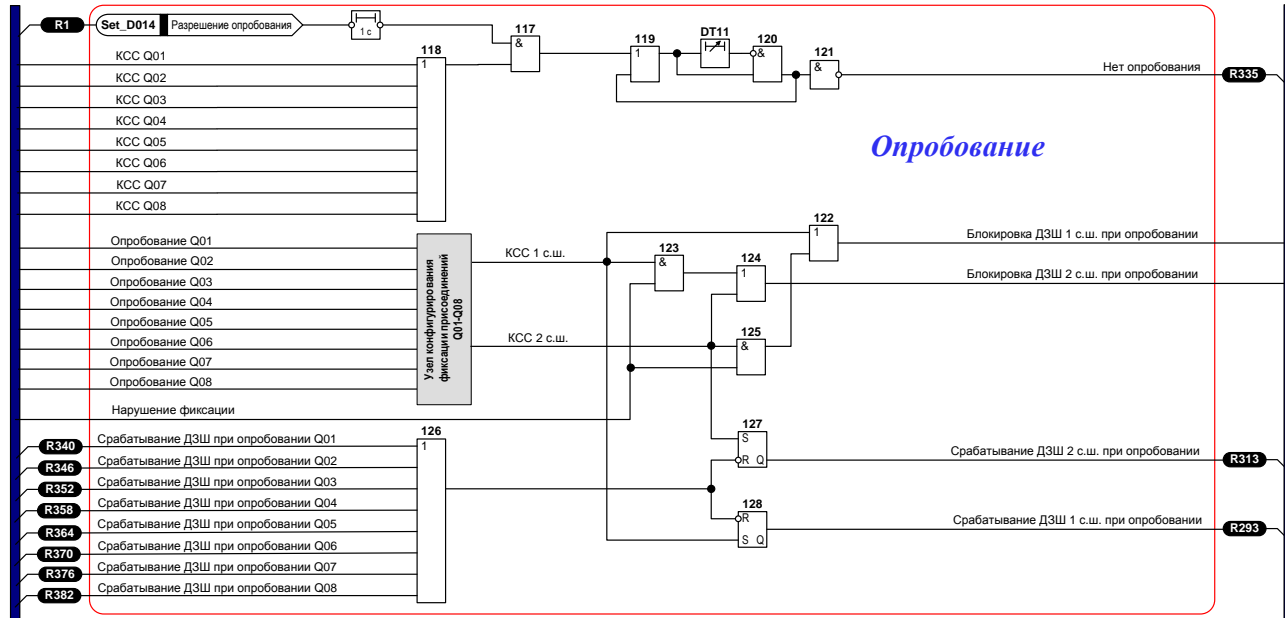 R1
Set_D014
Разрешение опробования
1 с
117
&
118
1
КСС Q01
КСС Q02
КСС Q03
КСС Q04
КСС Q05
КСС Q06
КСС Q07
КСС Q08
119
1
DT11
120
&
121
&
Нет опробования
R335
Опробование
Опробование Q01
Опробование Q02
Опробование Q03
Опробование Q04
Опробование Q05
Опробование Q06
Опробование Q07
Опробование Q08
Узел конфигурирования
фиксации присоединений
Q01-Q08
КСС 1 с.ш.
КСС 2 с.ш.
122
1
Блокировка ДЗШ 1 с.ш. при опробовании
123
&
124
1
Блокировка ДЗШ 2 с.ш. при опробовании
125
&
Нарушение фиксации
126
1
R340
Срабатывание ДЗШ при опробовании Q01
R346
Срабатывание ДЗШ при опробовании Q02
R352
Срабатывание ДЗШ при опробовании Q03
R358
Срабатывание ДЗШ при опробовании Q04
R364
Срабатывание ДЗШ при опробовании Q05
R370
Срабатывание ДЗШ при опробовании Q06
R376
Срабатывание ДЗШ при опробовании Q07
R382
Срабатывание ДЗШ при опробовании Q08
127
S
R Q
Срабатывание ДЗШ 2 с.ш. при опробовании
R313
128
R
S Q
Срабатывание ДЗШ 1 с.ш. при опробовании
R293